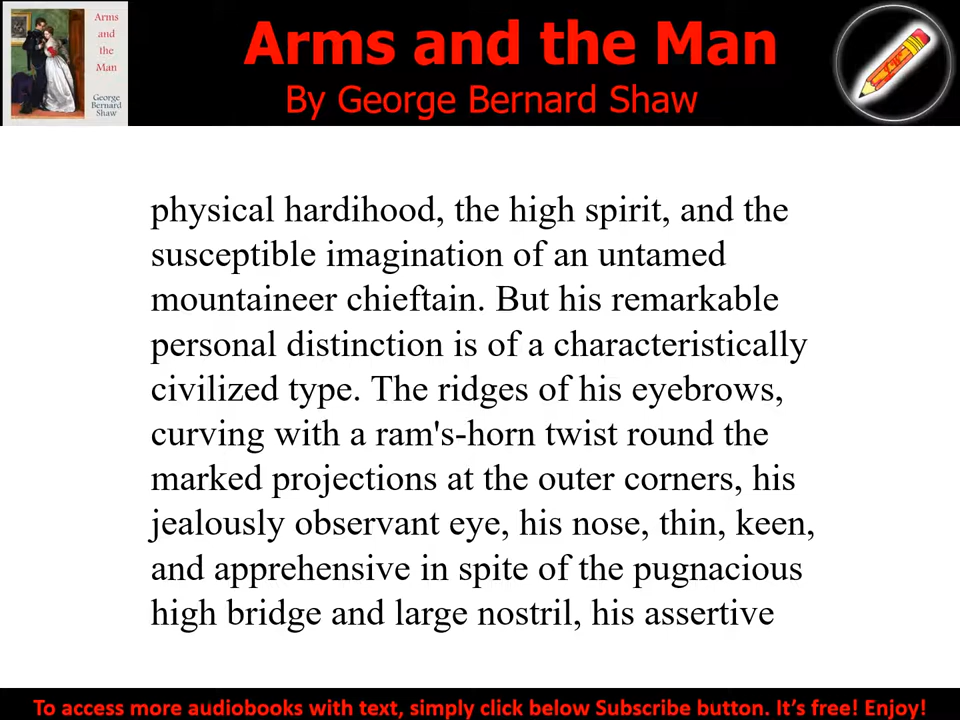 Arms
and
the
Man
George
Bernard
Shaw
Arms and the Man
By George Bernard Shaw
physical hardihood, the high spirit, and the
susceptible imagination of an untamed
mountaineer chieftain. But his remarkable
personal distinction is of a characteristically
civilized type. The ridges of his eyebrows,
curving with a ram's-horn twist round the
marked projections at the outer corners, his
jealously observant eye, his nose, thin, keen,
and apprehensive in spite of the pugnacious
high bridge and large nostril, his assertive
To access more audiobooks with text, simply click below Subscribe button. It’s free! Enjoy!